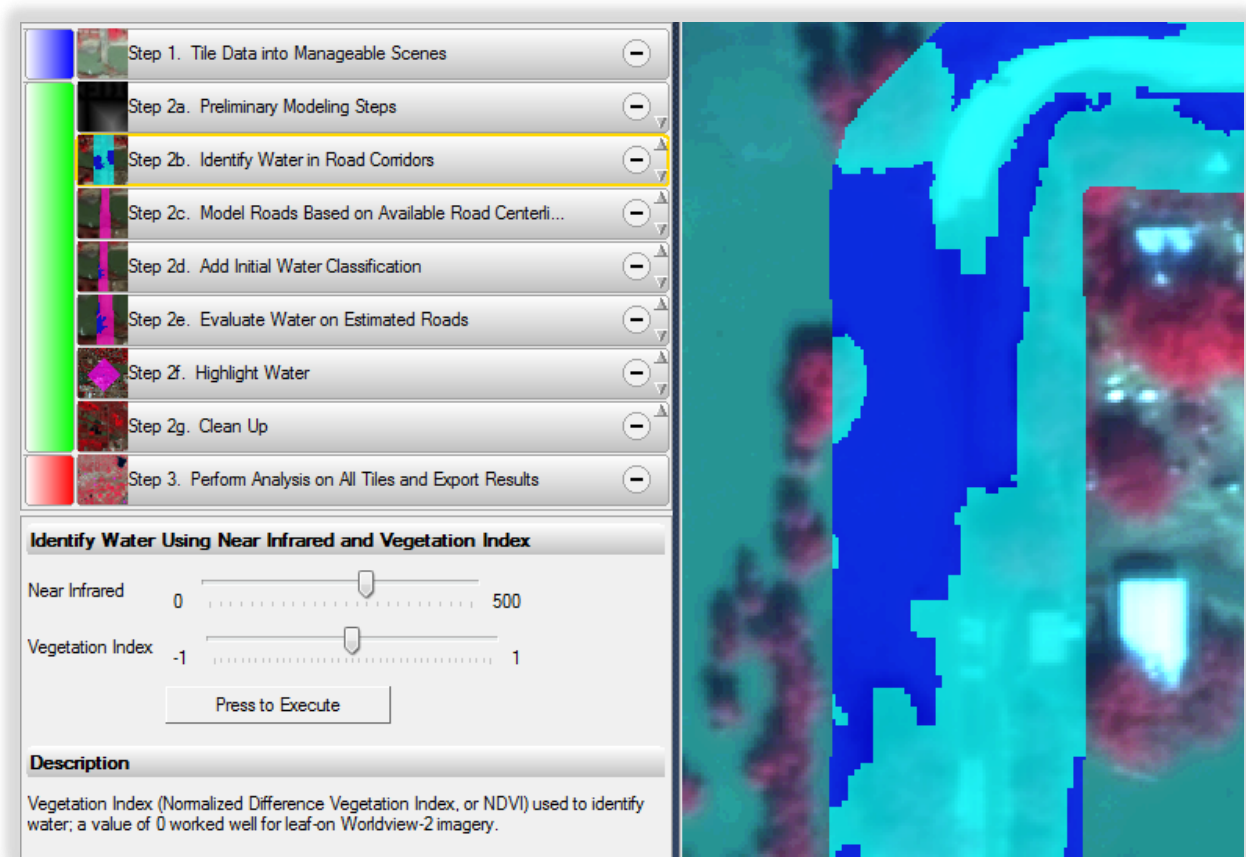 Step 1. Tile Data into Manageable Scenes
Step 2a. Preliminary Modeling Steps
Step 2b. Identify Water in Road Corridors
Step 2c. Model Roads Based on Available Road Centerli...
Step 2d. Add Initial Water Classification
Step 2e. Evaluate Water on Estimated Roads
Step 2f. Highlight Water
Step 2g. Clean Up
Step 3. Perform Analysis on All Tiles and Export Results
Identify Water Using Near Infrared and Vegetation Index
Near Infrared 0 500
Vegetation Index -1 1
Press to Execute
Description
Vegetation Index (Normalized Difference Vegetation Index, or NDVI) used to identify
water; a value of 0 worked well for leaf-on Worldview-2 imagery.